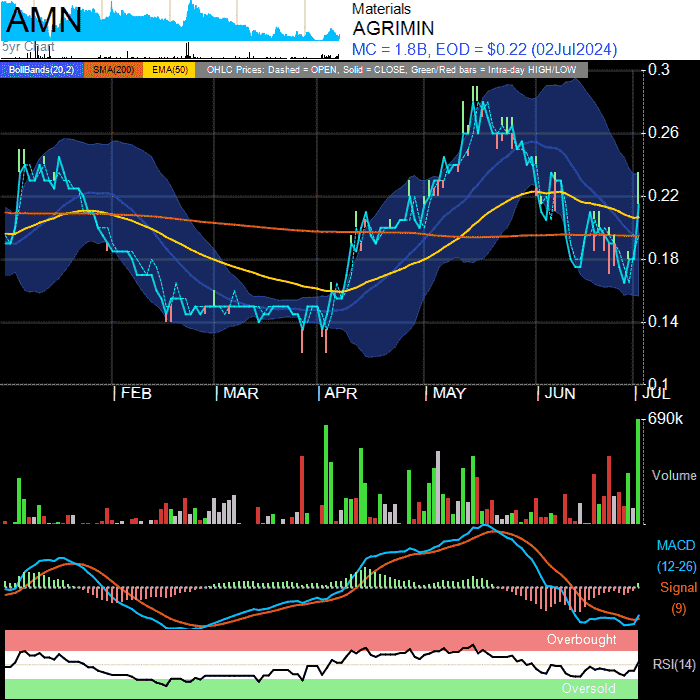 AMN
5yr Chart
Materials
AGRIMIN
MC = 1.8B, EOD = $0.22 (02Jul2024)
BollBands(20,2) SMA(200) EMA(50) OHLC Prices: Dashed = OPEN, Solid = CLOSE, Green/Red bars = Intra-day HIGH/LOW
0.3
0.26
0.22
0.18
0.14
0.1
FEB MAR APR MAY JUN JUL
690k
Volume
MACD
(12-26)
Signal
(9)
Overbought
RSI(14)
Oversold